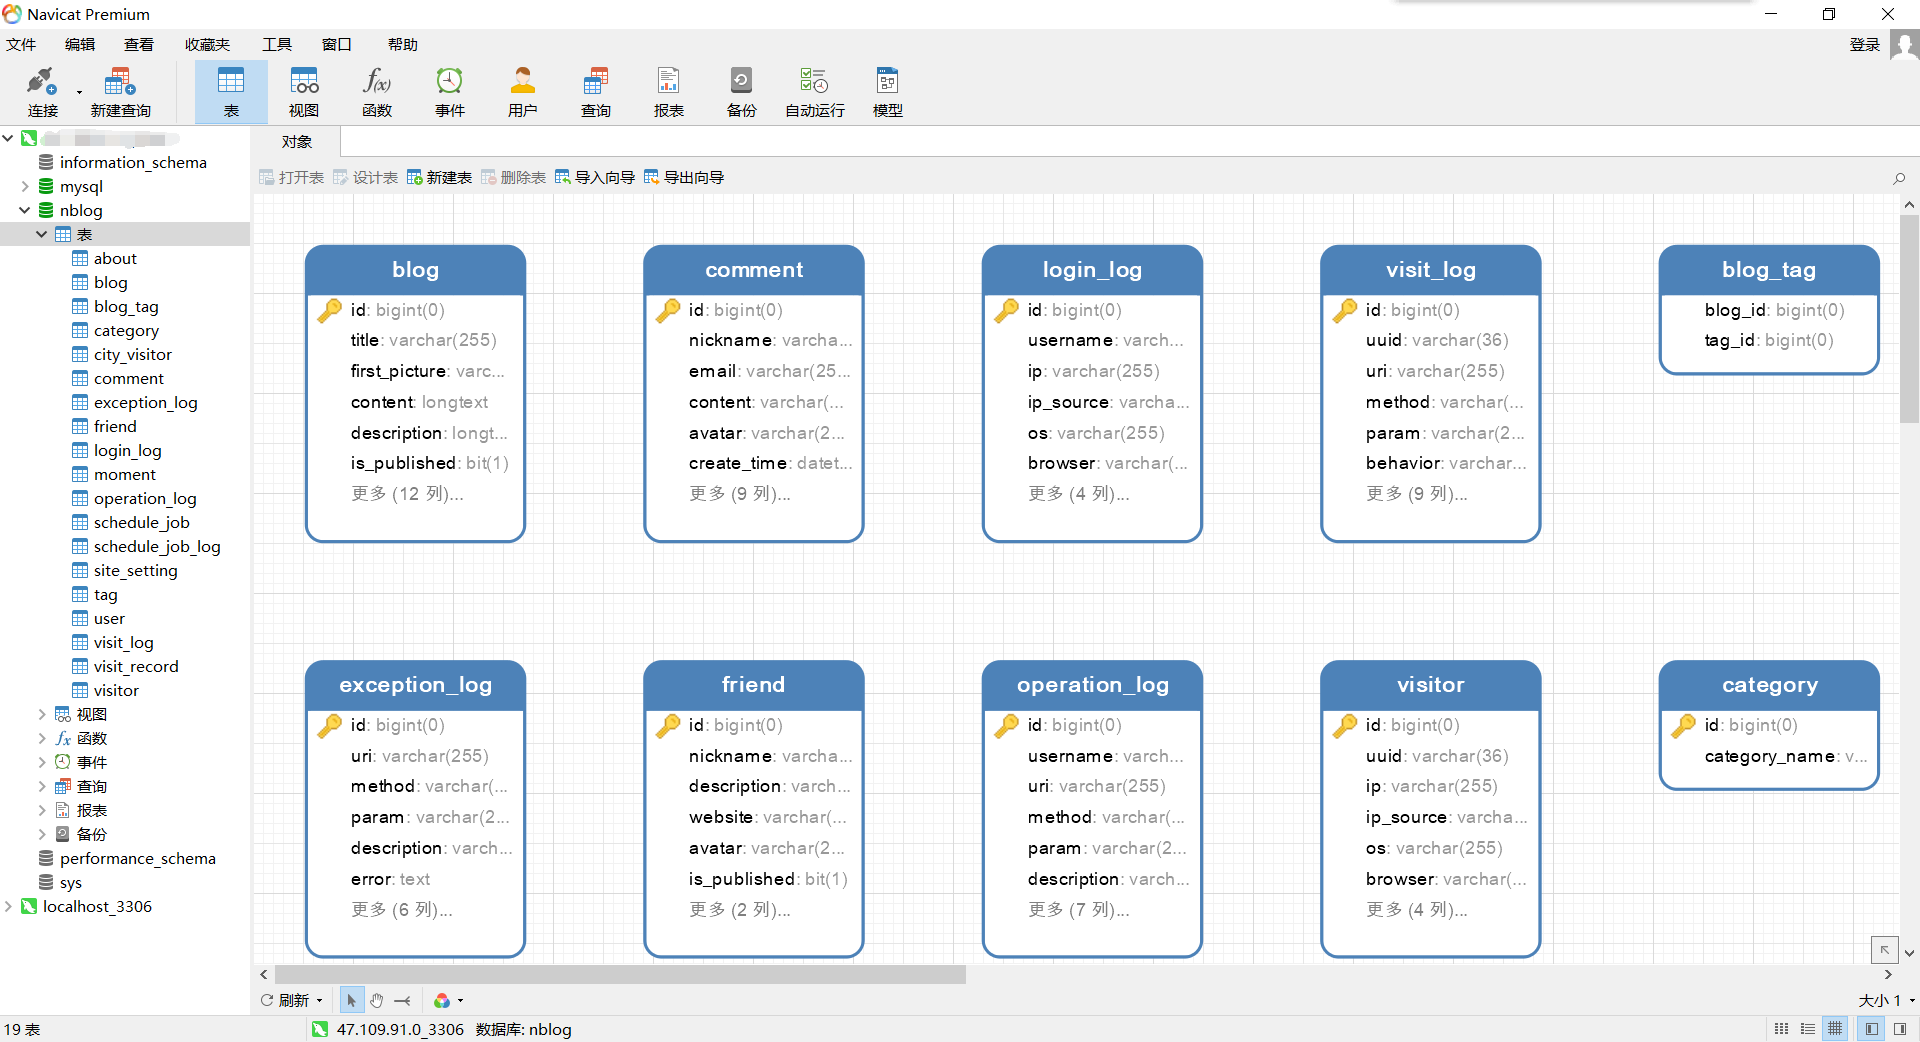 Navicat Premium
文件 编辑 查看 收藏夹 工具 窗口 帮助 登录
连接 新建查询 表 视图 函数 事件 用户 查询 报表 备份 自动运行 模型
对象
打开表 设计表 新建表 删除表 导入向导 导出向导
information_schema
mysql
nblog
表
about
blog
blog_tag
category
city_visitor
comment
exception_log
friend
login_log
moment
operation_log
schedule_job
schedule_job_log
site_setting
tag
user
visit_log
visit_record
visitor
视图
函数
事件
查询
报表
备份
performance_schema
sys
localhost_3306
blog
id: bigint(0)
title: varchar(255)
first_picture: varc...
content: longtext
description: longt...
is_published: bit(1)
更多 (12 列)...
comment
id: bigint(0)
nickname: varcha...
email: varchar(25...
content: varchar(...
avatar: varchar(2...
create_time: datet...
更多 (9 列)...
login_log
id: bigint(0)
username: varch...
ip: varchar(255)
ip_source: varcha...
os: varchar(255)
browser: varchar(...
更多 (4 列)...
visit_log
id: bigint(0)
uuid: varchar(36)
uri: varchar(255)
method: varchar(...
param: varchar(2...
behavior: varchar...
更多 (9 列)...
blog_tag
blog_id: bigint(0)
tag_id: bigint(0)
exception_log
id: bigint(0)
uri: varchar(255)
method: varchar(...
param: varchar(2...
description: varch...
error: text
更多 (6 列)...
friend
id: bigint(0)
nickname: varcha...
description: varch...
website: varchar(...
avatar: varchar(2...
is_published: bit(1)
更多 (2 列)...
operation_log
id: bigint(0)
username: varch...
uri: varchar(255)
method: varchar(...
param: varchar(2...
description: varch...
更多 (7 列)...
visitor
id: bigint(0)
uuid: varchar(36)
ip: varchar(255)
ip_source: varcha...
os: varchar(255)
browser: varchar(...
更多 (4 列)...
category
id: bigint(0)
category_name: v...
刷新 大小 1
19 表 47.109.91.0_3306 数据库: nblog